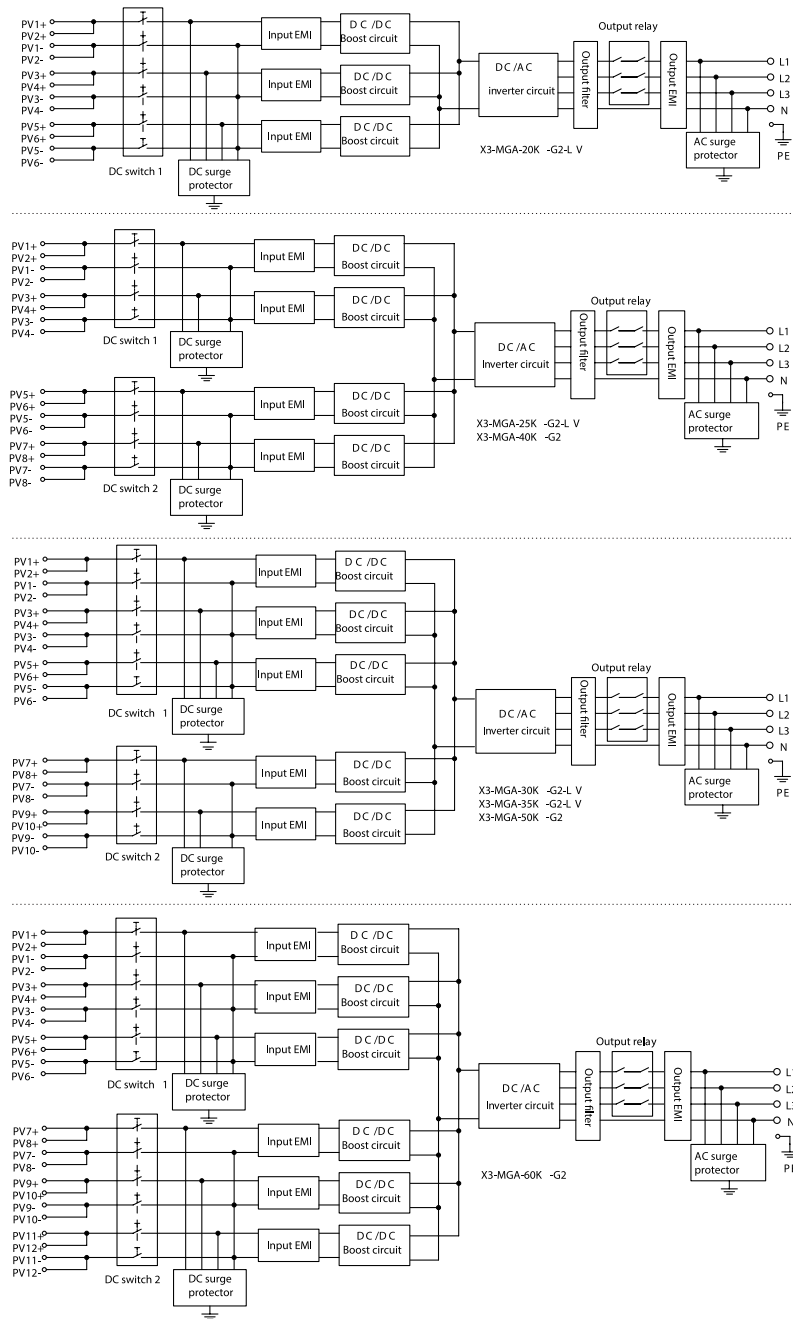 PV1+
PV2+
PV1-
PV2-
PV3+
PV4+
PV3-
PV4-
PV5+
PV6+
PV5-
PV6-
DC switch 1
DC surge
protector
Input EMI
DC/DC
Boost circuit
Input EMI
DC/DC
Boost circuit
Input EMI
DC/DC
Boost circuit
DC/AC
inverter circuit
Output filter
Output relay
Output EMI
L1
L2
L3
N
PE
AC surge
protector
X3-MGA-20K -G2-L V
PV1+
PV2+
PV1-
PV2-
PV3+
PV4+
PV3-
PV4-
DC switch 1
DC surge
protector
Input EMI
DC/DC
Boost circuit
Input EMI
DC/DC
Boost circuit
PV5+
PV6+
PV5-
PV6-
PV7+
PV8+
PV7-
PV8-
DC switch 2
DC surge
protector
Input EMI
DC/DC
Boost circuit
Input EMI
DC/DC
Boost circuit
DC/AC
Inverter circuit
Output filter
Output relay
Output EMI
L1
L2
L3
N
PE
AC surge
protector
X3-MGA-25K -G2-L V
X3-MGA-40K -G2
PV1+
PV2+
PV1-
PV2-
PV3+
PV4+
PV3-
PV4-
PV5+
PV6+
PV5-
PV6-
DC switch 1
DC surge
protector
Input EMI
DC/DC
Boost circuit
Input EMI
DC/DC
Boost circuit
Input EMI
DC/DC
Boost circuit
PV7+
PV8+
PV7-
PV8-
PV9+
PV10+
PV9-
PV10-
DC switch 2
DC surge
protector
Input EMI
DC/DC
Boost circuit
Input EMI
DC/DC
Boost circuit
DC/AC
Inverter circuit
Output filter
Output relay
Output EMI
L1
L2
L3
N
PE
AC surge
protector
X3-MGA-30K -G2-L V
X3-MGA-35K -G2-L V
X3-MGA-50K -G2
PV1+
PV2+
PV1-
PV2-
PV3+
PV4+
PV3-
PV4-
PV5+
PV6+
PV5-
PV6-
DC switch 1
DC surge
protector
Input EMI
DC/DC
Boost circuit
Input EMI
DC/DC
Boost circuit
Input EMI
DC/DC
Boost circuit
PV7+
PV8+
PV7-
PV8-
PV9+
PV10+
PV9-
PV10-
PV11+
PV12+
PV11-
PV12-
DC switch 2
DC surge
protector
Input EMI
DC/DC
Boost circuit
Input EMI
DC/DC
Boost circuit
Input EMI
DC/DC
Boost circuit
DC/AC
Inverter circuit
Output filter
Output relay
Output EMI
L1
L2
L3
N
PE
AC surge
protector
X3-MGA-60K -G2